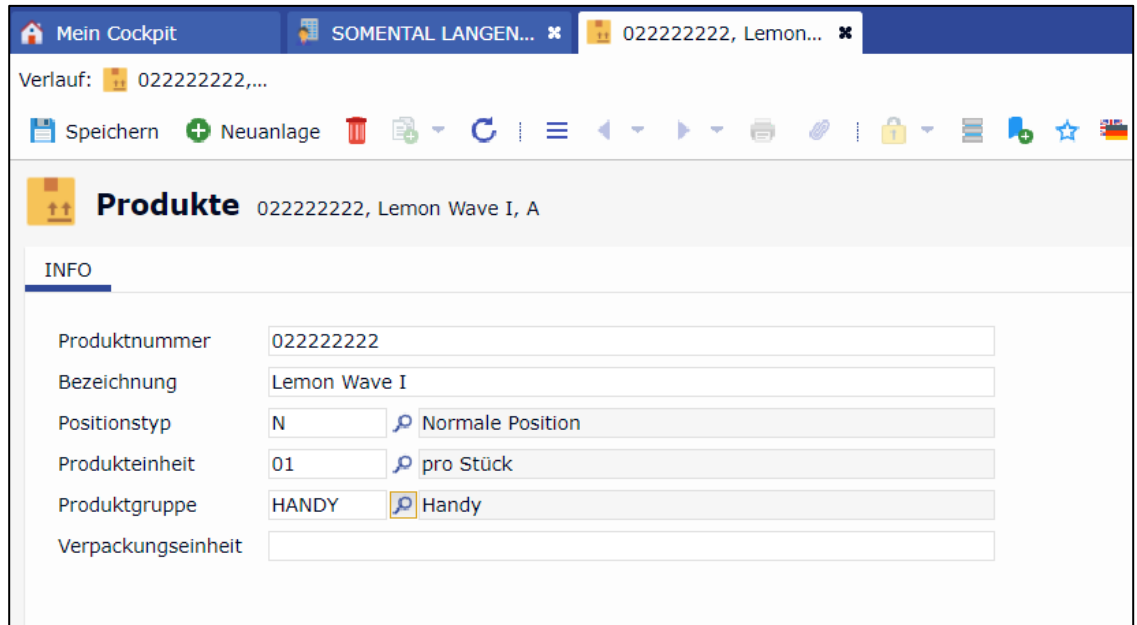 Mein Cockpit SOMENTAL LANGEN... 022222222, Lemon...
Verlauf: 022222222,...
Speichern Neuanlage
Produkte 022222222, Lemon Wave I, A
INFO
Produktnummer 022222222
Bezeichnung Lemon Wave I
Positionstyp N Normale Position
Produkteinheit 01 pro Stück
Produktgruppe HANDY Handy
Verpackungseinheit